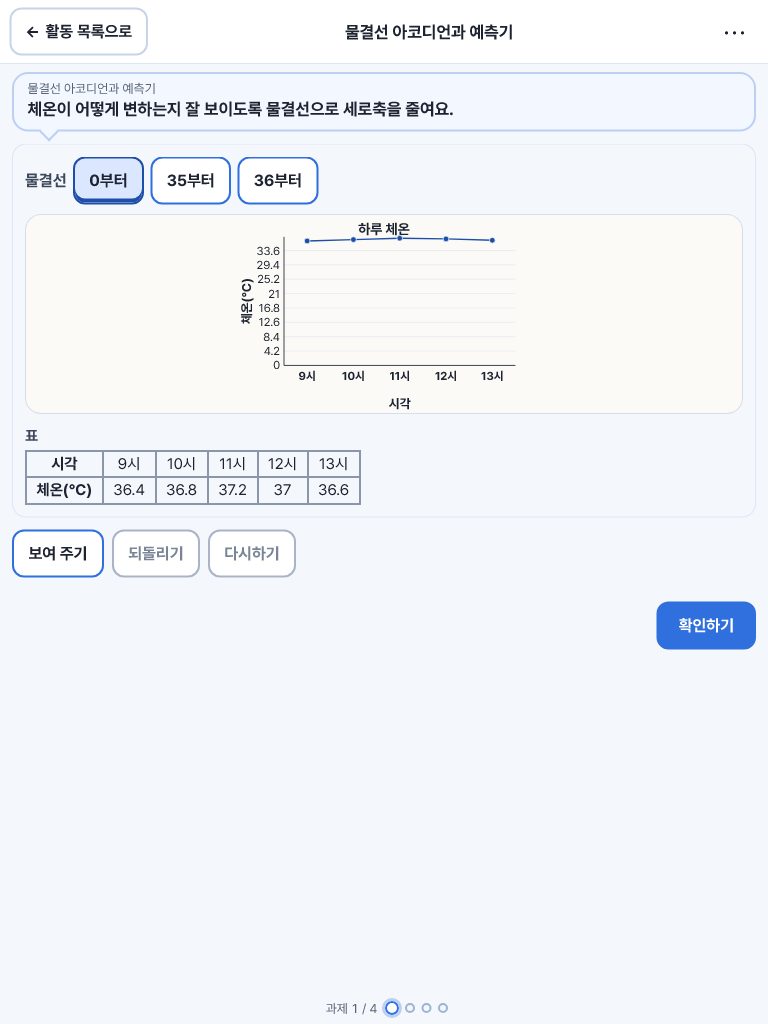 ← 활동 목록으로
물결선 아코디언과 예측기
...
물결선 아코디언과 예측기
체온이 어떻게 변하는지 잘 보이도록 물결선으로 세로축을 줄여요.
물결선 0부터 35부터 36부터
하루 체온
체온(℃)
33.6
29.4
25.2
21
16.8
12.6
8.4
4.2
0
9시 10시 11시 12시 13시
시각
표
시각 9시 10시 11시 12시 13시
체온(℃) 36.4 36.8 37.2 37 36.6
보여 주기 되돌리기 다시하기
확인하기
과제 1 / 4